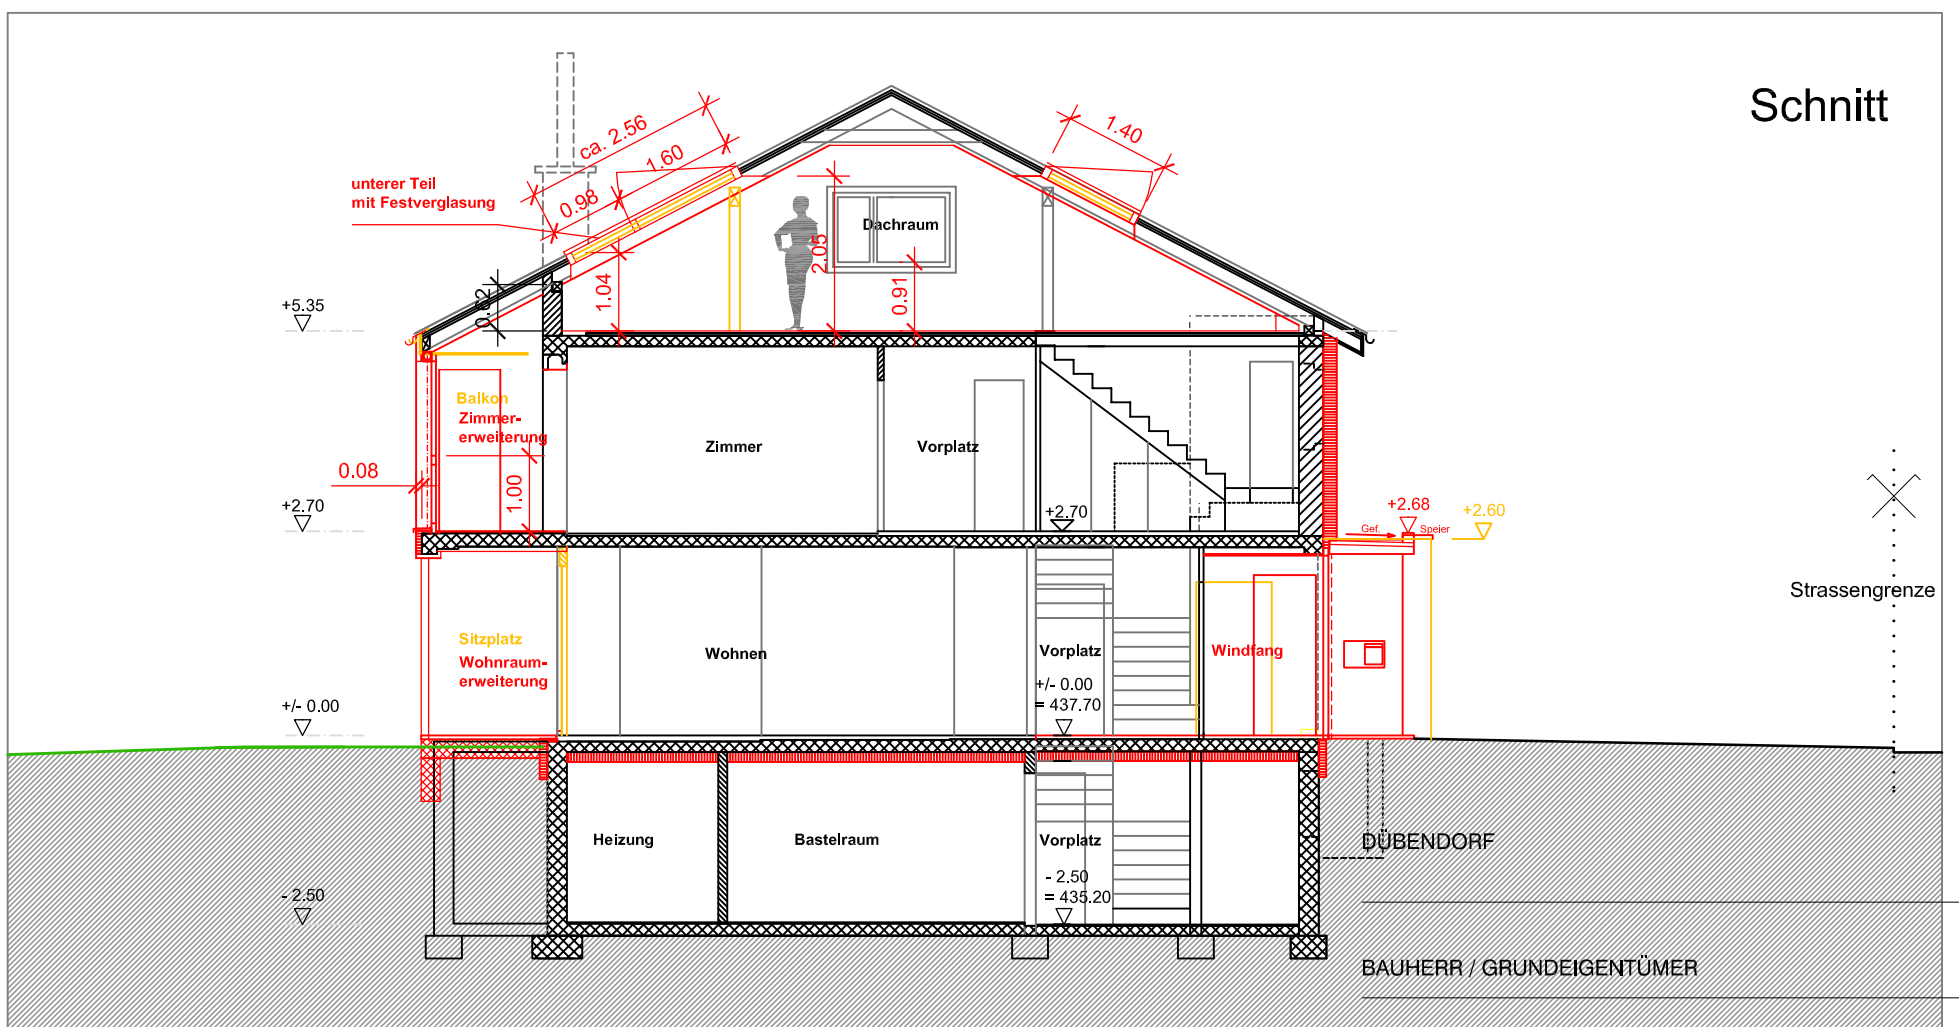 Schnitt
ca. 2.56
1.60
0.98
1.40
unterer Teil
mit Festverglasung
Dachraum
2.05
1.04
0.91
0.62
+5.35
Balkon
Zimmer-
erweiterung
Zimmer
Vorplatz
0.08
1.00
+2.70
+2.70
+2.68
+2.60
Gef.
Speier
Strassengrenze
Sitzplatz
Wohnraum-
erweiterung
Wohnen
Vorplatz
Windfang
+/- 0.00
= 437.70
+/- 0.00
Heizung
Bastelraum
Vorplatz
DÜBENDORF
- 2.50
= 435.20
- 2.50
BAUHERR / GRUNDEIGENTÜMER